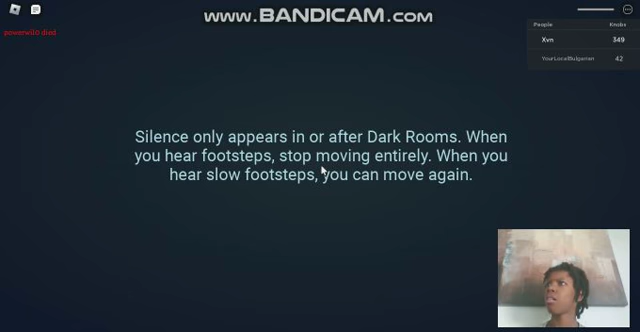 WWW.BANDICAM.COM
powerwild died
People Knobs
Xvn 349
YourLocalBulgarian 42
Silence only appears in or after Dark Rooms. When
you hear footsteps, stop moving entirely. When you
hear slow footsteps, you can move again.